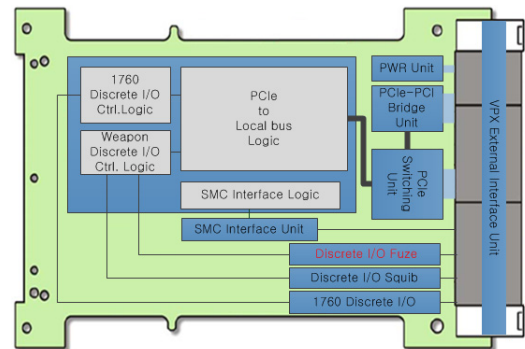 1760
Discrete I/O
Ctrl.Logic
Weapon
Discrete I/O
Ctrl. Logic
PCIe
to
Local bus
Logic
SMC Interface Logic
SMC Interface Unit
PWR Unit
PCIe-PCI
Bridge
Unit
PCIe
Switching
Unit
Discrete I/O Fuze
Discrete I/O Squib
1760 Discrete I/O
VPX External Interface Unit